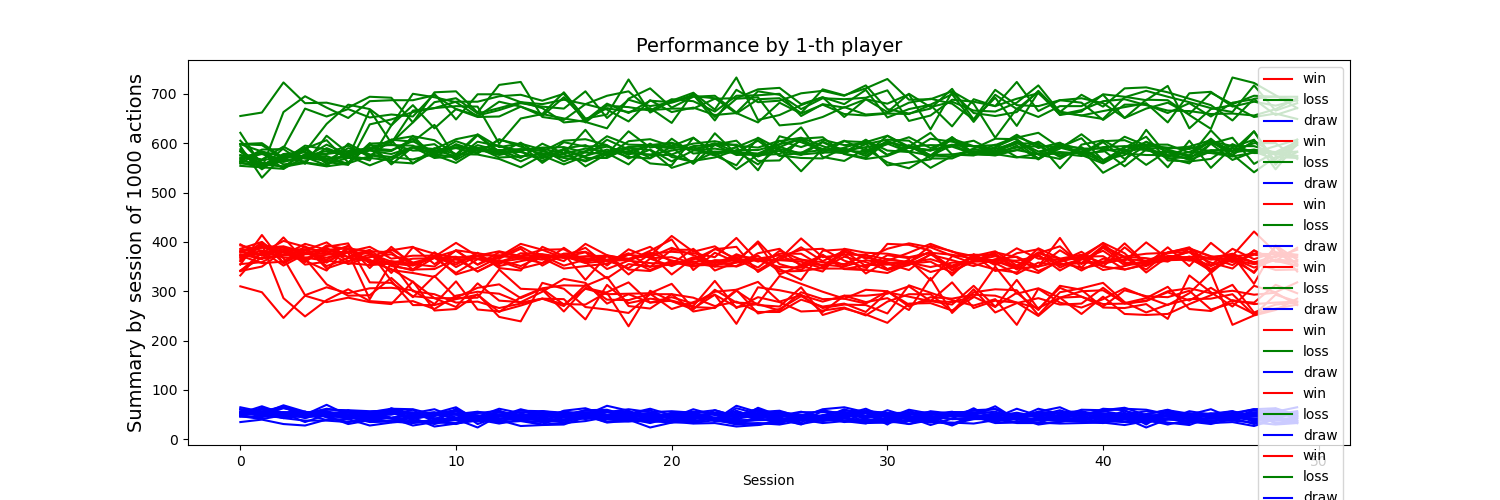 Performance by 1-th player
Summary by session of 1000 actions
700
600
500
400
300
200
100
0
0
10
20
30
40
50
Session
win
loss
draw
win
loss
draw
win
loss
draw
win
loss
draw
win
loss
draw
win
loss
draw
win
loss
draw